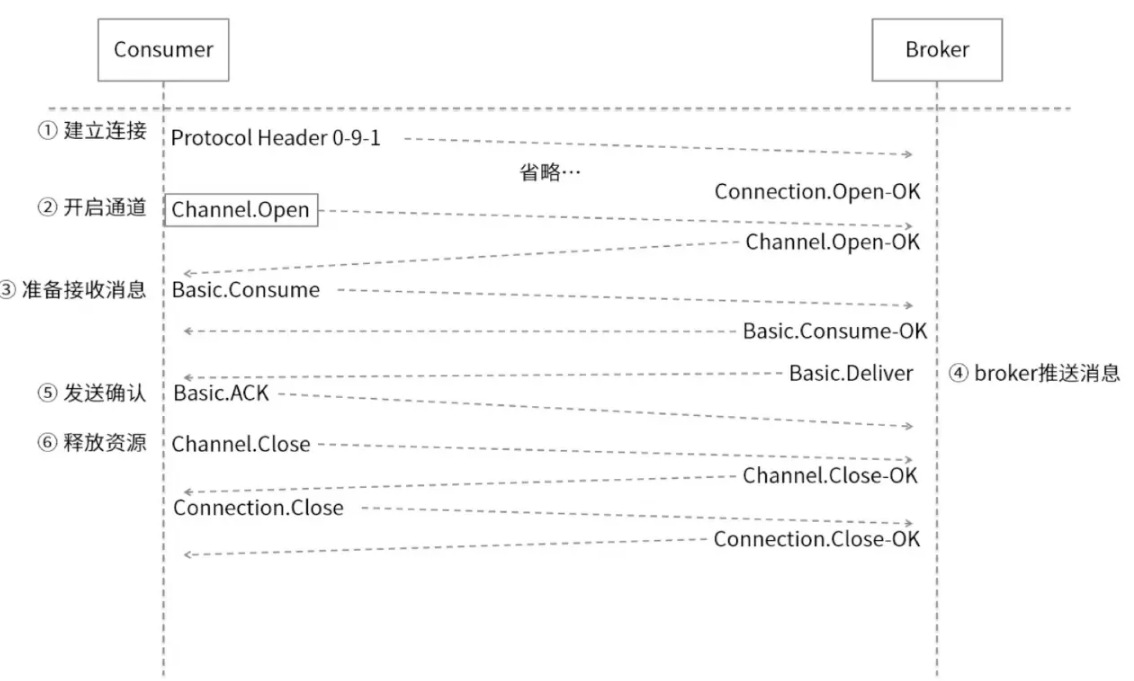 Consumer
Broker
① 建立连接
Protocol Header 0-9-1
省略…
Connection.Open-OK
② 开启通道
Channel.Open
Channel.Open-OK
③ 准备接收消息
Basic.Consume
Basic.Consume-OK
Basic.Deliver
④ broker推送消息
⑤ 发送确认
Basic.ACK
⑥ 释放资源
Channel.Close
Channel.Close-OK
Connection.Close
Connection.Close-OK